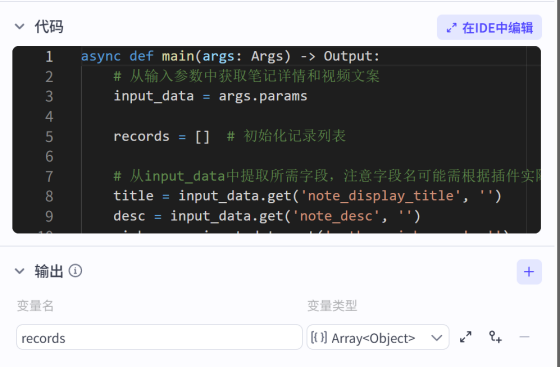 代码
在IDE中编辑
1 async def main(args: Args) -> Output:
2 # 从输入参数中获取笔记详情和视频文案
3 input_data = args.params
4
5 records = [] # 初始化记录列表
6
7 # 从input_data中提取所需字段，注意字段名可能需根据插件实际
8 title = input_data.get('note_display_title', '')
9 desc = input_data.get('note_desc', '')
输出
变量名 变量类型
records [()] Array<Object>